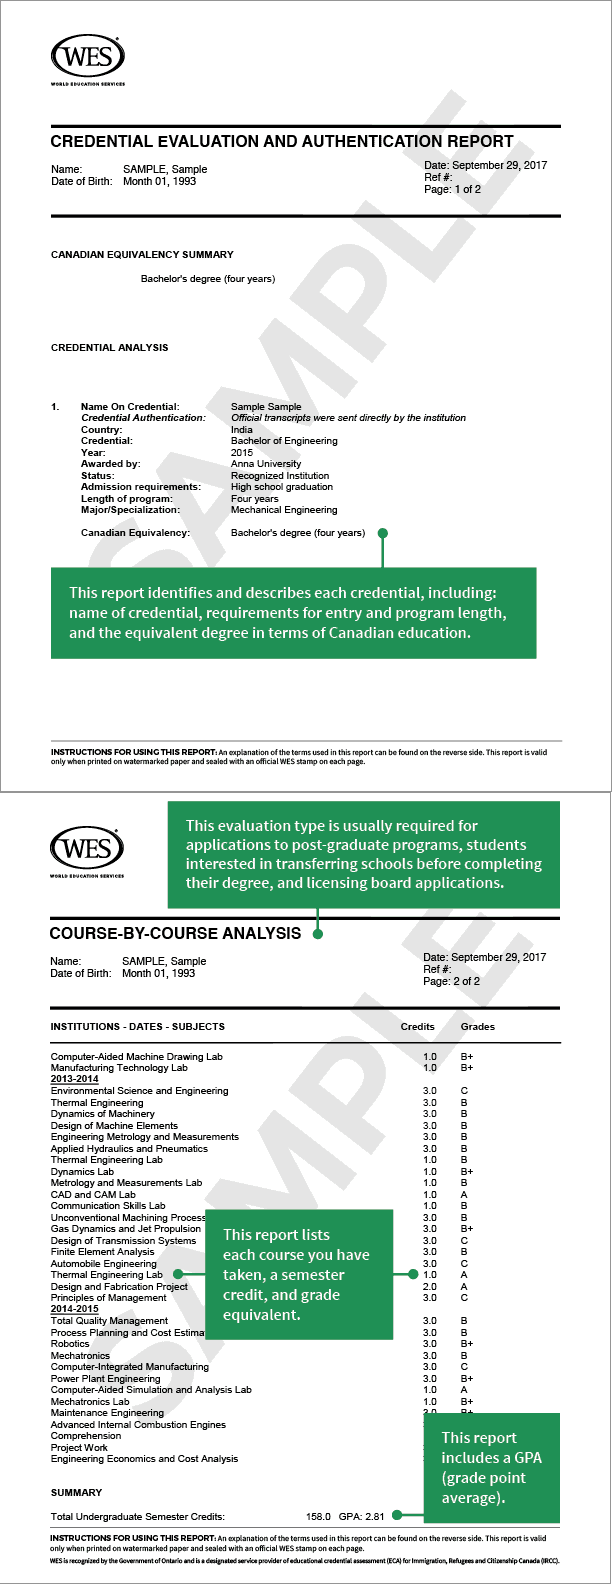 WES
WORLD EDUCATION SERVICES
CREDENTIAL EVALUATION AND AUTHENTICATION REPORT
Name: SAMPLE, Sample
Date of Birth: Month 01, 1993
Date: September 29, 2017
Ref #:
Page: 1 of 2
SAMPLE
CANADIAN EQUIVALENCY SUMMARY
Bachelor's degree (four years)
CREDENTIAL ANALYSIS
1. Name On Credential: Sample Sample
Credential Authentication: Official transcripts were sent directly by the institution
Country: India
Credential: Bachelor of Engineering
Year: 2015
Awarded by: Anna University
Status: Recognized Institution
Admission requirements: High school graduation
Length of program: Four years
Major/Specialization: Mechanical Engineering
Canadian Equivalency: Bachelor's degree (four years)
This report identifies and describes each credential, including:
name of credential, requirements for entry and program length,
and the equivalent degree in terms of Canadian education.
INSTRUCTIONS FOR USING THIS REPORT: An explanation of the terms used in this report can be found on the reverse side. This report is valid
only when printed on watermarked paper and sealed with an official WES stamp on each page.
WES
WORLD EDUCATION SERVICES
This evaluation type is usually required for
applications to post-graduate programs, students
interested in transferring schools before completing
their degree, and licensing board applications.
COURSE-BY-COURSE ANALYSIS
Name: SAMPLE, Sample
Date of Birth: Month 01, 1993
Date: September 29, 2017
Ref #:
Page: 2 of 2
SAMPLE
INSTITUTIONS - DATES - SUBJECTS Credits Grades
Computer-Aided Machine Drawing Lab 1.0 B+
Manufacturing Technology Lab 1.0 B+
2013-2014
Environmental Science and Engineering 3.0 C
Thermal Engineering 3.0 B
Dynamics of Machinery 3.0 B
Design of Machine Elements 3.0 B
Engineering Metrology and Measurements 3.0 B
Applied Hydraulics and Pneumatics 3.0 B
Thermal Engineering Lab 1.0 B
Dynamics Lab 1.0 B+
Metrology and Measurements Lab 1.0 B
CAD and CAM Lab 1.0 A
Communication Skills Lab 1.0 B
Unconventional Machining Process 3.0 B
Gas Dynamics and Jet Propulsion 3.0 B+
Design of Transmission Systems 3.0 C
Finite Element Analysis 3.0 B
Automobile Engineering 3.0 C
Thermal Engineering Lab 1.0 A
Design and Fabrication Project 2.0 A
Principles of Management 3.0 C
This report lists
each course you have
taken, a semester
credit, and grade
equivalent.
2014-2015
Total Quality Management 3.0 B
Process Planning and Cost 3.0 B
Robotics 3.0 B+
Mechatronics 3.0 B
Computer-Integrated Manufacturing 3.0 C
Power Plant Engineering 3.0 B+
Computer-Aided Simulation and Analysis Lab 1.0 A
Mechatronics Lab 1.0 B+
Maintenance Engineering 3.0 B+
Advanced Internal Combustion Engines
Comprehension
Project Work
Engineering Economics and Cost Analysis
This report
includes a GPA
(grade point
average).
SUMMARY
Total Undergraduate Semester Credits: 158.0 GPA: 2.81
INSTRUCTIONS FOR USING THIS REPORT: An explanation of the terms used in this report can be found on the reverse side. This report is valid
only when printed on watermarked paper and sealed with an official WES stamp on each page.
WES is recognized by the Government of Ontario and is a designated service provider of educational credential assessment (ECA) for Immigration, Refugees and Citizenship Canada (IRCC).